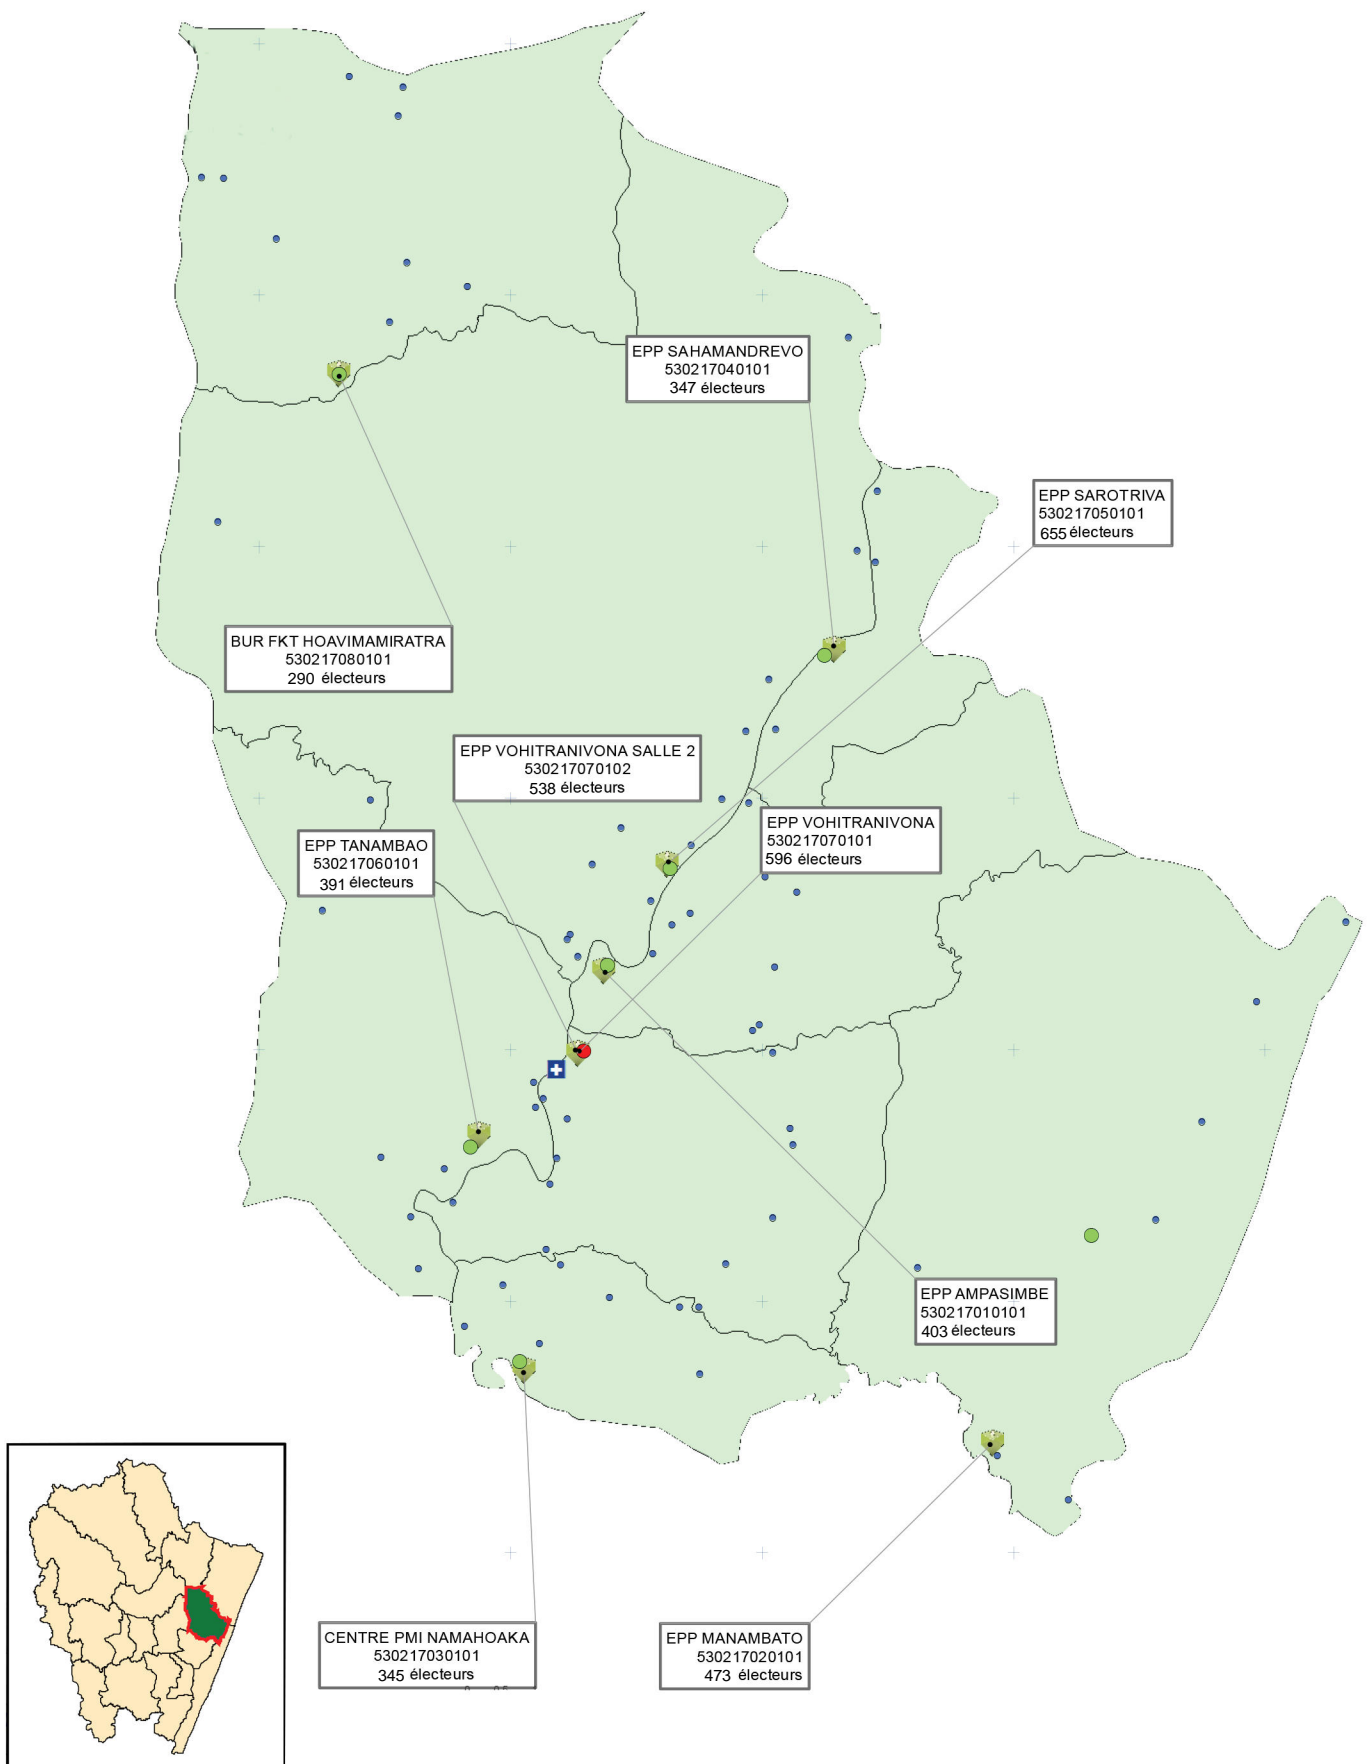 EPP SAHAMANDREVO
530217040101
347 électeurs
EPP SAROTRIVA
530217050101
655 électeurs
BUR FKT HOAVIMAMIRATRA
530217080101
290 électeurs
EPP VOHITRANIVONA SALLE 2
530217070102
538 électeurs
EPP VOHITRANIVONA
530217070101
596 électeurs
EPP TANAMBAO
530217060101
391 électeurs
EPP AMPASIMBE
530217010101
403 électeurs
CENTRE PMI NAMAHOAKA
530217030101
345 électeurs
EPP MANAMBATO
530217020101
473 électeurs